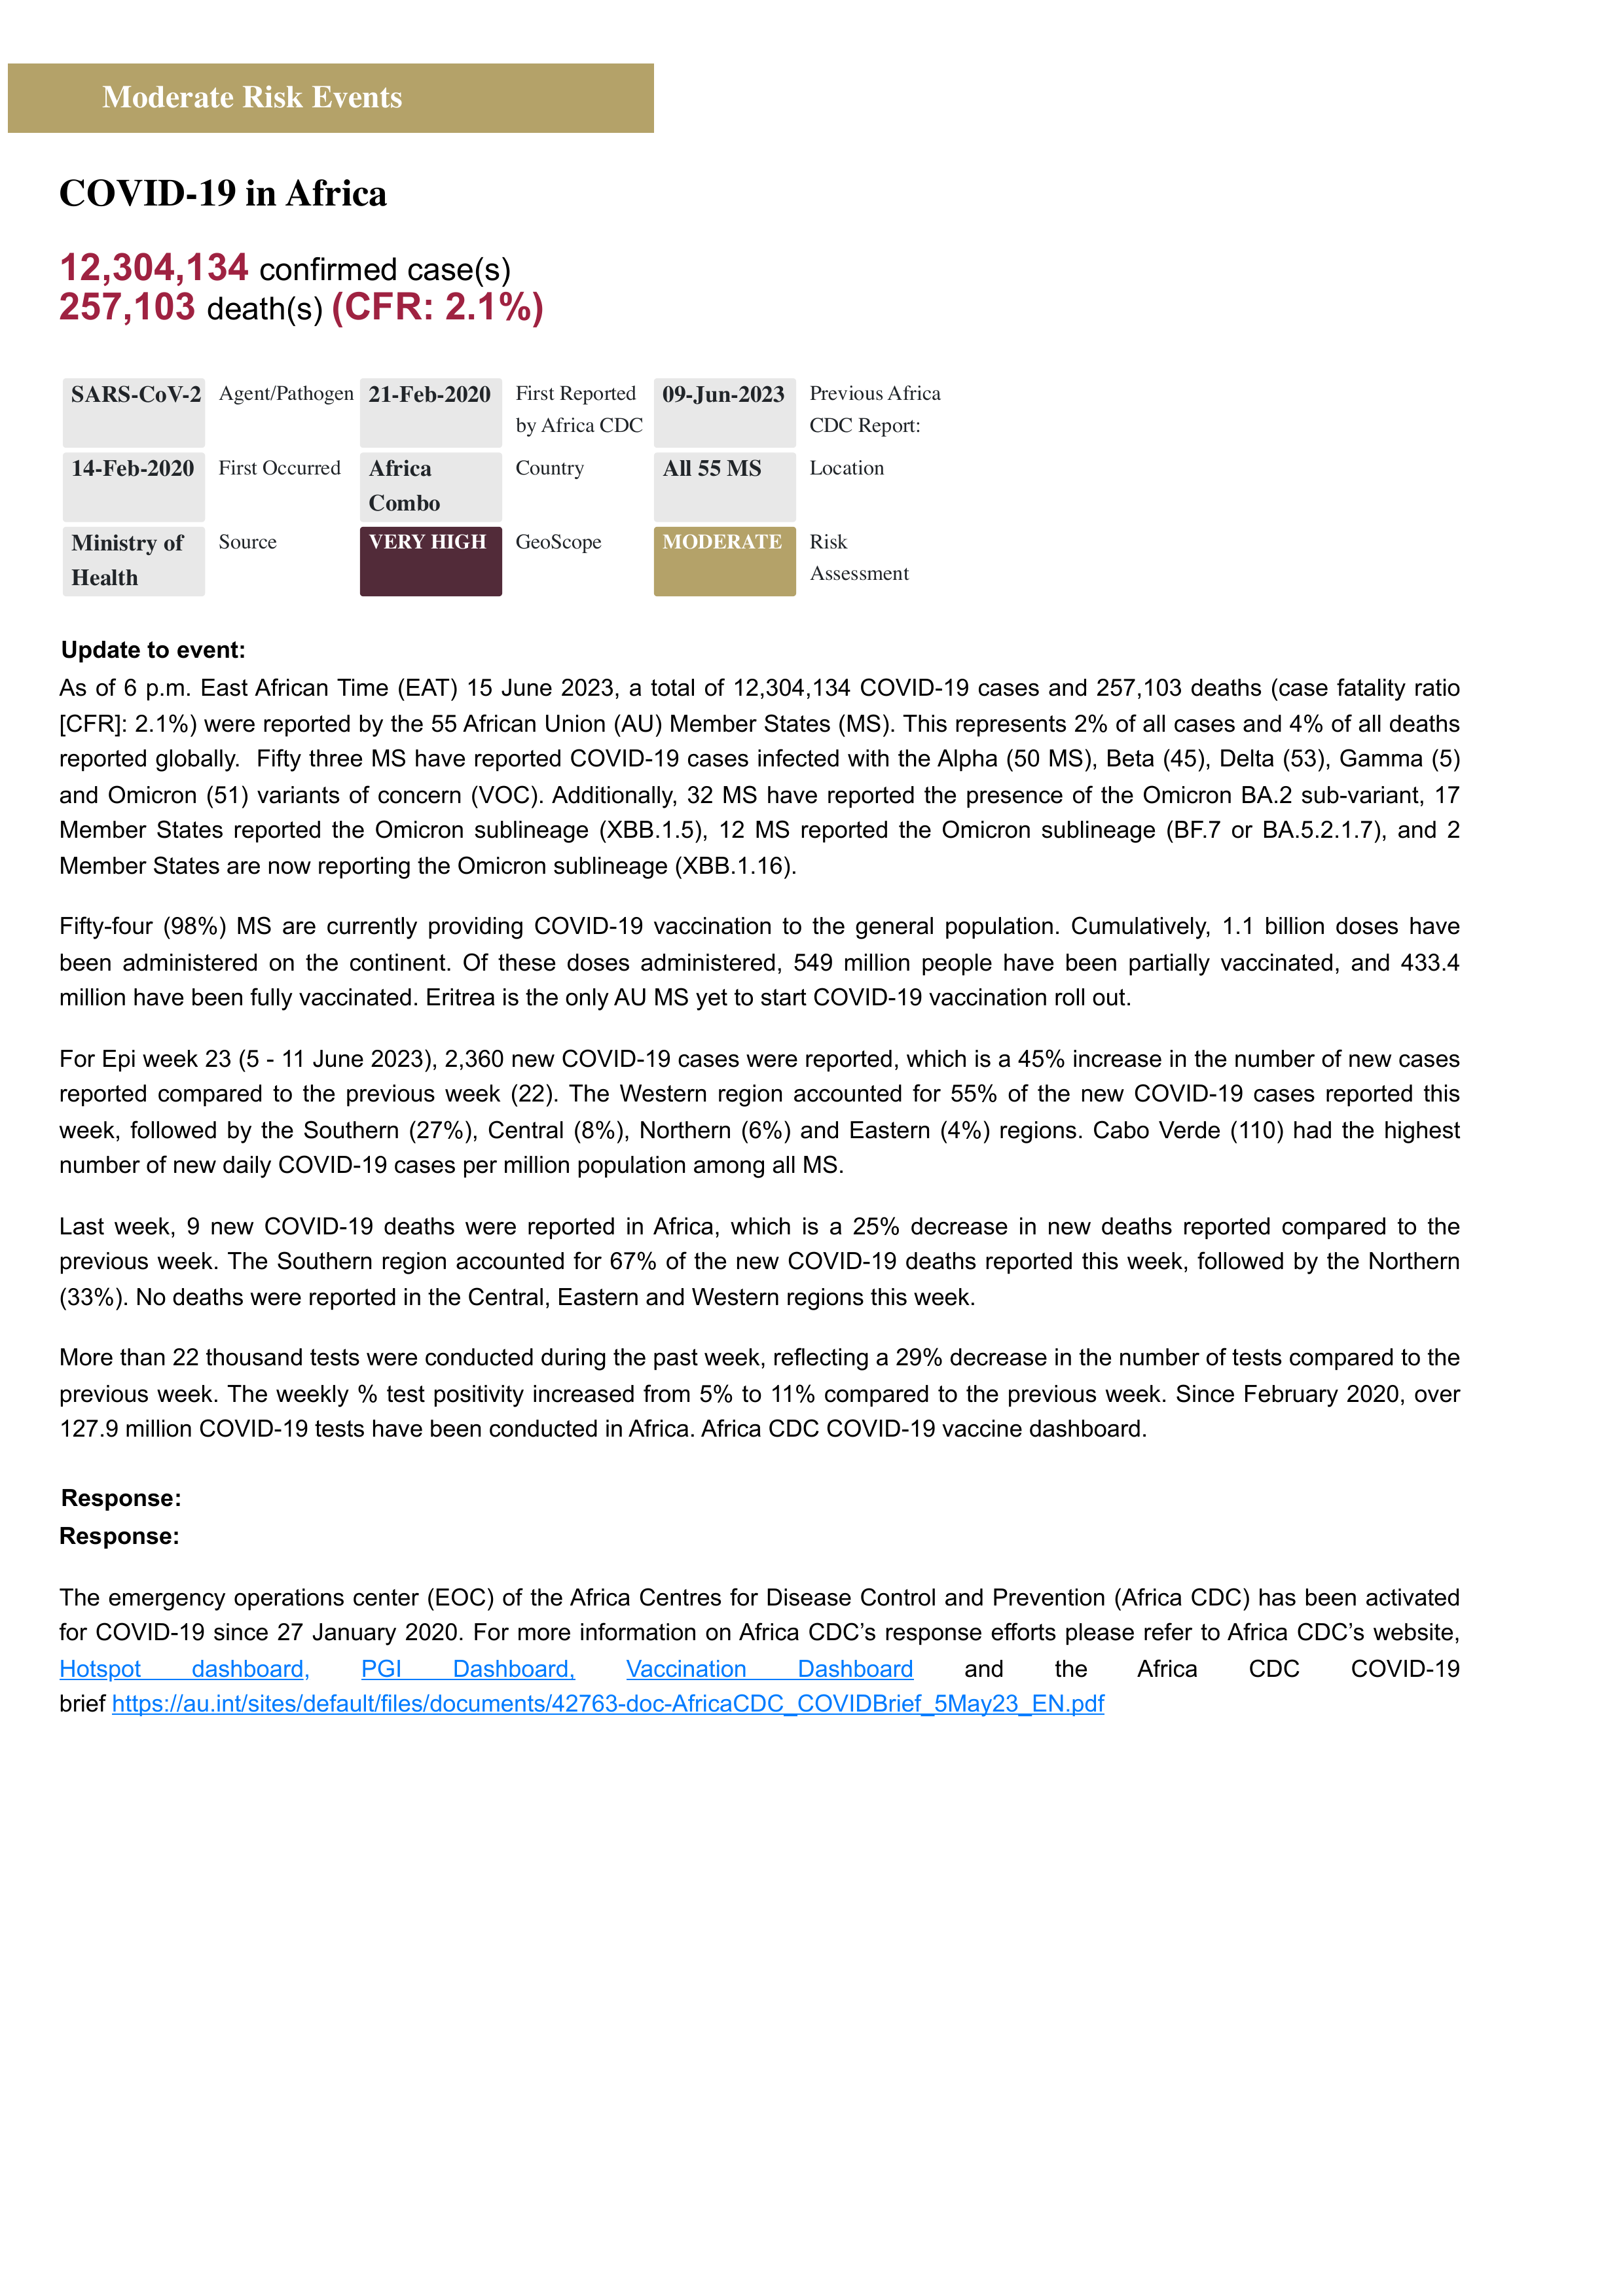 Moderate Risk Events
COVID-19 in Africa
12,304,134 confirmed case(s)
257,103 death(s) (CFR: 2.1%)
SARS-CoV-2 Agent/Pathogen 21-Feb-2020 First Reported by Africa CDC 09-Jun-2023 Previous Africa CDC Report:
14-Feb-2020 First Occurred Africa Combo Country All 55 MS Location
Ministry of Health Source VERY HIGH GeoScope MODERATE Risk Assessment
Update to event:
As of 6 p.m. East African Time (EAT) 15 June 2023, a total of 12,304,134 COVID-19 cases and 257,103 deaths (case fatality ratio
[CFR]: 2.1%) were reported by the 55 African Union (AU) Member States (MS). This represents 2% of all cases and 4% of all deaths
reported globally. Fifty three MS have reported COVID-19 cases infected with the Alpha (50 MS), Beta (45), Delta (53), Gamma (5)
and Omicron (51) variants of concern (VOC). Additionally, 32 MS have reported the presence of the Omicron BA.2 sub-variant, 17
Member States reported the Omicron sublineage (XBB.1.5), 12 MS reported the Omicron sublineage (BF.7 or BA.5.2.1.7), and 2
Member States are now reporting the Omicron sublineage (XBB.1.16).
Fifty-four (98%) MS are currently providing COVID-19 vaccination to the general population. Cumulatively, 1.1 billion doses have
been administered on the continent. Of these doses administered, 549 million people have been partially vaccinated, and 433.4
million have been fully vaccinated. Eritrea is the only AU MS yet to start COVID-19 vaccination roll out.
For Epi week 23 (5 - 11 June 2023), 2,360 new COVID-19 cases were reported, which is a 45% increase in the number of new cases
reported compared to the previous week (22). The Western region accounted for 55% of the new COVID-19 cases reported this
week, followed by the Southern (27%), Central (8%), Northern (6%) and Eastern (4%) regions. Cabo Verde (110) had the highest
number of new daily COVID-19 cases per million population among all MS.
Last week, 9 new COVID-19 deaths were reported in Africa, which is a 25% decrease in new deaths reported compared to the
previous week. The Southern region accounted for 67% of the new COVID-19 deaths reported this week, followed by the Northern
(33%). No deaths were reported in the Central, Eastern and Western regions this week.
More than 22 thousand tests were conducted during the past week, reflecting a 29% decrease in the number of tests compared to the
previous week. The weekly % test positivity increased from 5% to 11% compared to the previous week. Since February 2020, over
127.9 million COVID-19 tests have been conducted in Africa. Africa CDC COVID-19 vaccine dashboard.
Response:
Response:
The emergency operations center (EOC) of the Africa Centres for Disease Control and Prevention (Africa CDC) has been activated
for COVID-19 since 27 January 2020. For more information on Africa CDC’s response efforts please refer to Africa CDC’s website,
Hotspot dashboard, PGI Dashboard, Vaccination Dashboard and the Africa CDC COVID-19
brief https://au.int/sites/default/files/documents/42763-doc-AfricaCDC_COVIDBrief_5May23_EN.pdf